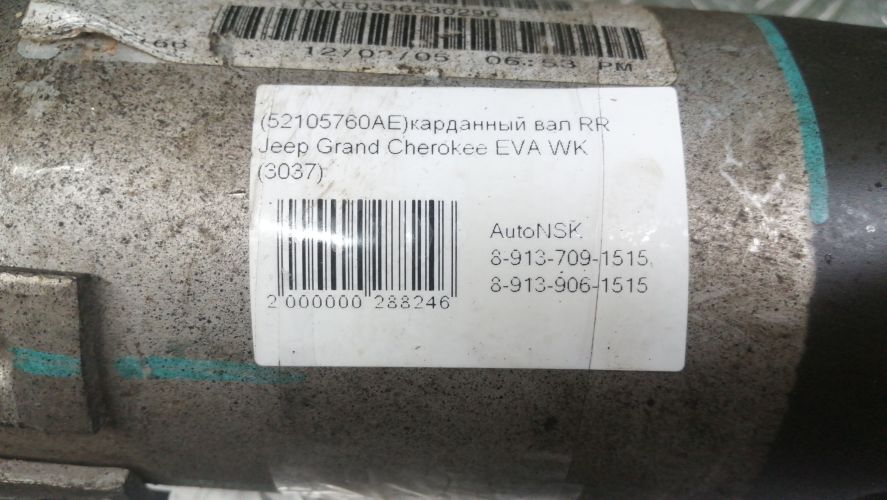 12/02/05 06:53 PM
(52105760AE)карданный вал RR
Jeep Grand Cherokee EVA WK
(3037)
AutoNSK
8-913-709-1515
8-913-906-1515
2 000000 288246